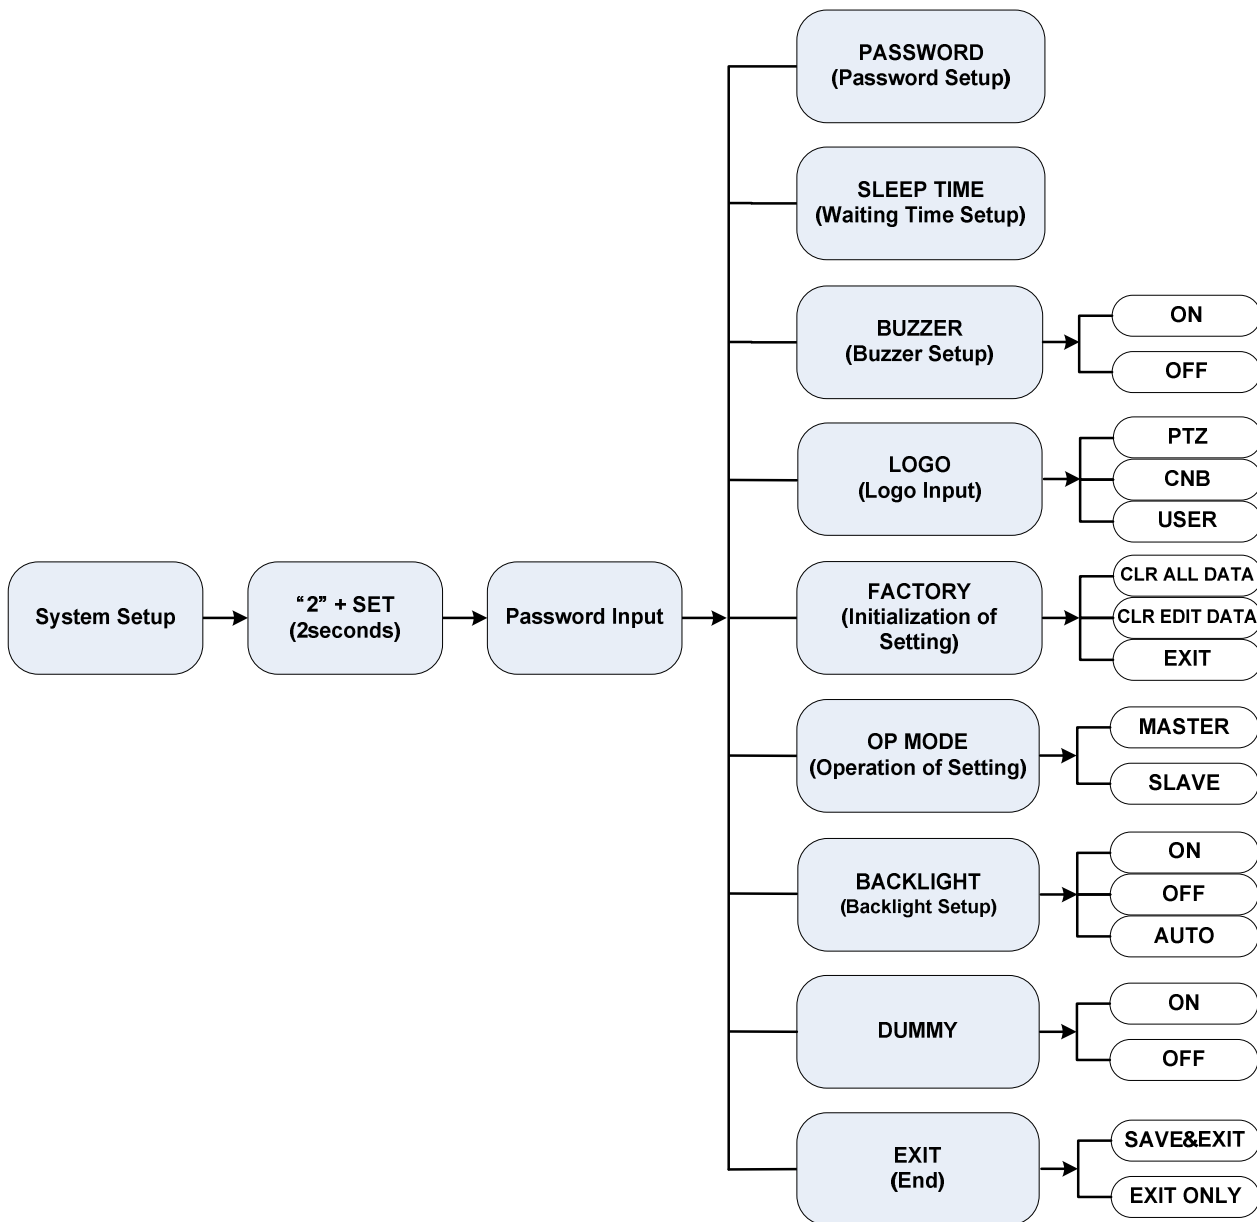 System Setup
“2” + SET
(2seconds)
Password Input
PASSWORD
(Password Setup)
SLEEP TIME
(Waiting Time Setup)
BUZZER
(Buzzer Setup)
ON
OFF
LOGO
(Logo Input)
PTZ
CNB
USER
FACTORY
(Initialization of
Setting)
CLR ALL DATA
CLR EDIT DATA
EXIT
OP MODE
(Operation of Setting)
MASTER
SLAVE
BACKLIGHT
(Backlight Setup)
ON
OFF
AUTO
DUMMY
ON
OFF
EXIT
(End)
SAVE&EXIT
EXIT ONLY